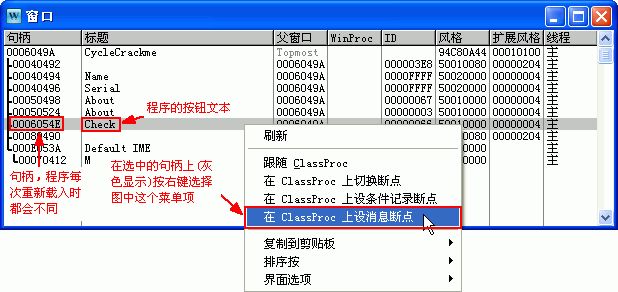 W 窗口
句柄 标题 父窗口 WinProc ID 风格 扩展风格 线程
0006049A CycleCrackme Topmost 94C80A44 00010100 主
00040492 0006049A 000003E8 50010080 00000204 主
00040494 Name 0006049A 0000FFFF 50020000 00000004 主
00040496 Serial 0006049A 0000FFFF 50020000 00000004 主
00050498 About 0006049A 00000067 50010000 00000004 主
00050524 About 0006049A 00000003 50010000 00000004 主
0006054E Check 0006049A 00000066 50010000 00000004 主
50010080 00000204 主
Default IME 主
M 主
程序的按钮文本
句柄，程序每
次重新载入时
都会不同
在选中的句柄上(灰
色显示)按右键选择
图中这个菜单项
刷新
跟随 ClassProc
在 ClassProc 上切换断点
在 ClassProc 上设条件记录断点
在 ClassProc 上设消息断点
复制到剪贴板
排序按
界面选项